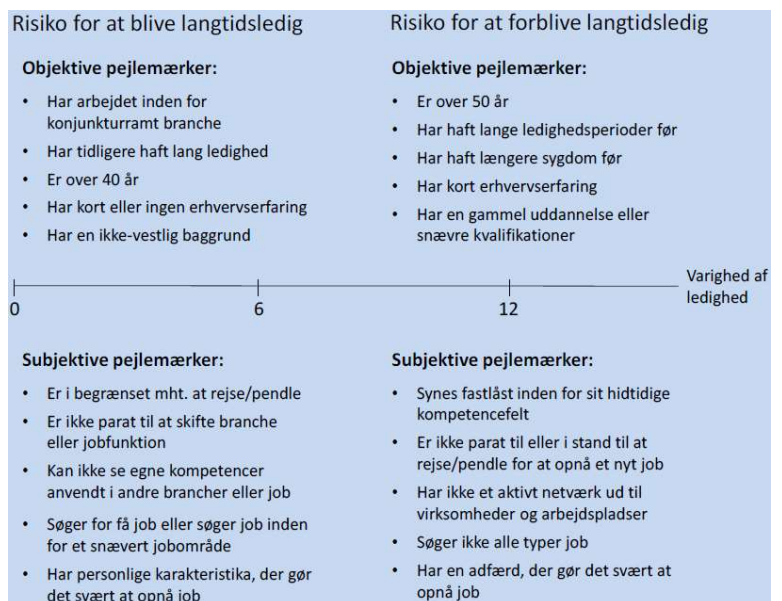 Risiko for at blive langtidsledig
Objektive pejlemærker:
• Har arbejdet inden for
konjunkturramt branche
• Har tidligere haft lang ledighed
• Er over 40 år
• Har kort eller ingen erhvervserfaring
• Har en ikke-vestlig baggrund
Risiko for at forblive langtidsledig
Objektive pejlemærker:
• Er over 50 år
• Har haft lange ledighedsperioder før
• Har haft længere sygdom før
• Har kort erhvervserfaring
• Har en gammel uddannelse eller
snævre kvalifikationer
0
6
12
Varighed af
ledighed
Subjektive pejlemærker:
• Er i begrænset mht. at rejse/pendle
• Er ikke parat til at skifte branche
eller jobfunktion
• Kan ikke se egne kompetencer
anvendt i andre brancher eller job
• Søger for få job eller søger job inden
for et snævert jobområde
• Har personlige karakteristika, der gør
det svært at opnå job
Subjektive pejlemærker:
• Synes fastlåst inden for sit hidtidige
kompetencefelt
• Er ikke parat til eller i stand til at
rejse/pendle for at opnå et nyt job
• Har ikke et aktivt netværk ud til
virksomheder og arbejdspladser
• Søger ikke alle typer job
• Har en adfærd, der gør det svært at
opnå job